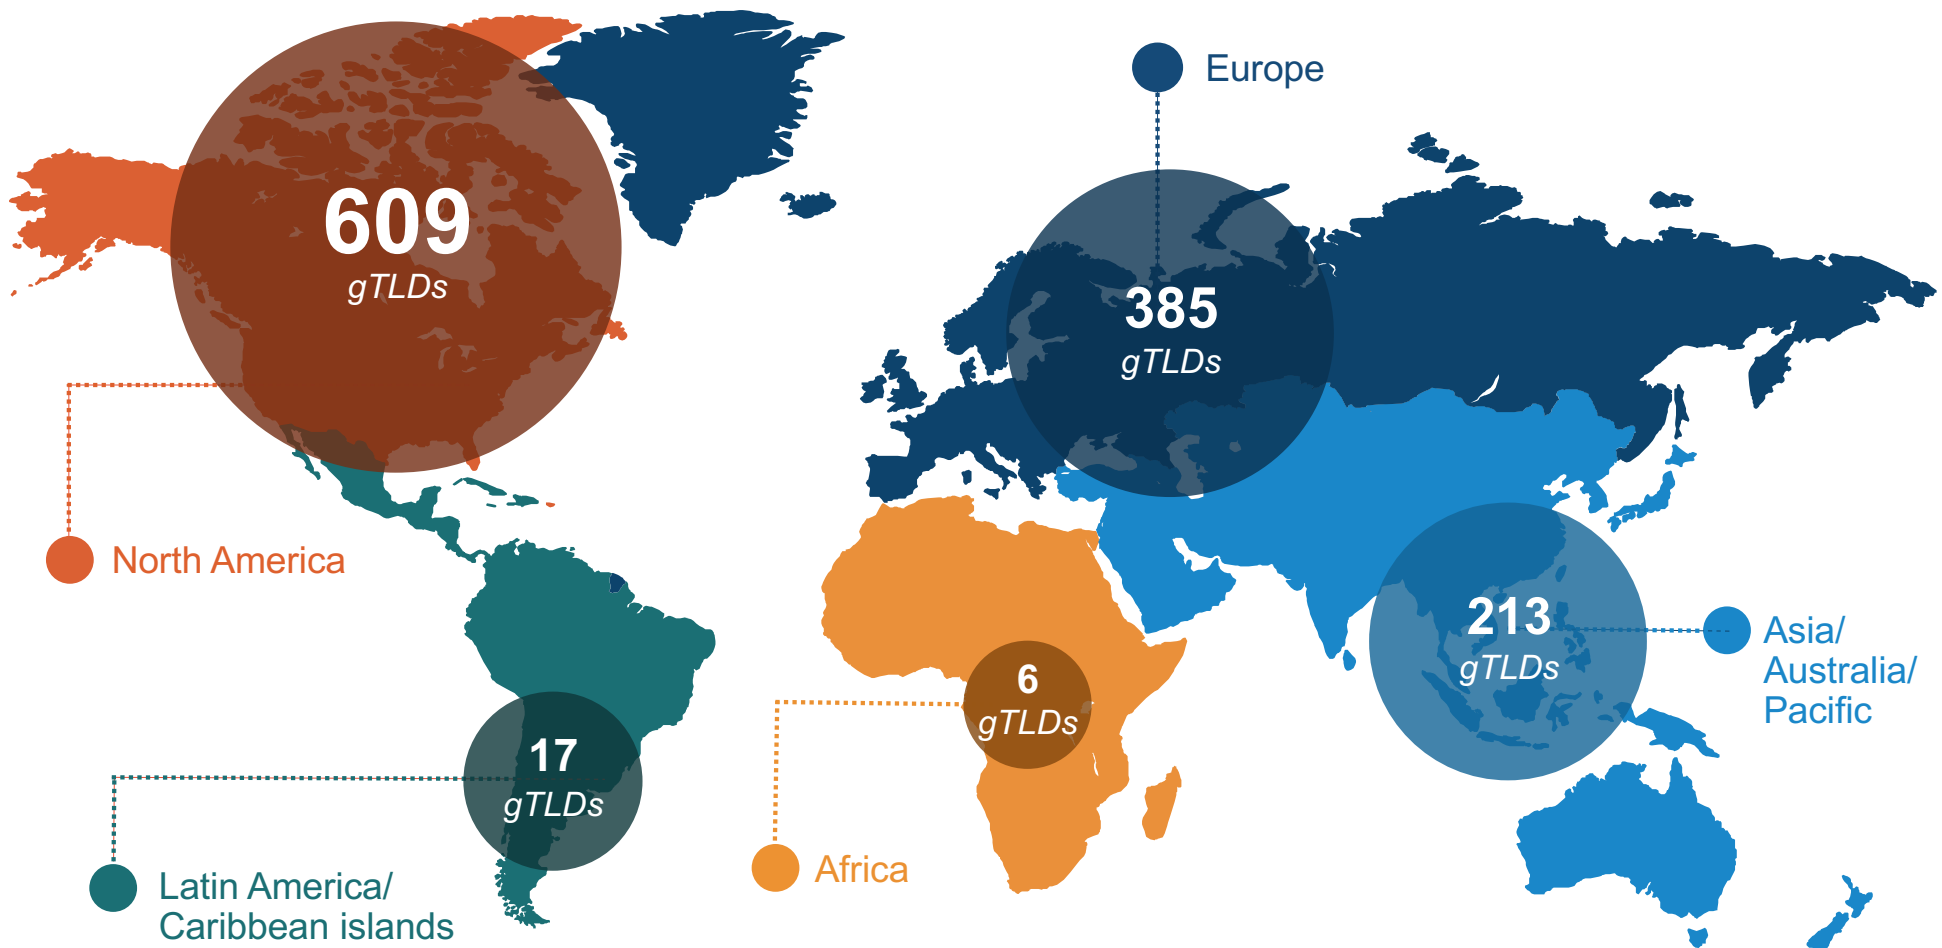 609
gTLDs
North America
Europe
385
gTLDs
213
gTLDs
Asia/
Australia/
Pacific
6
gTLDs
Africa
17
gTLDs
Latin America/
Caribbean islands